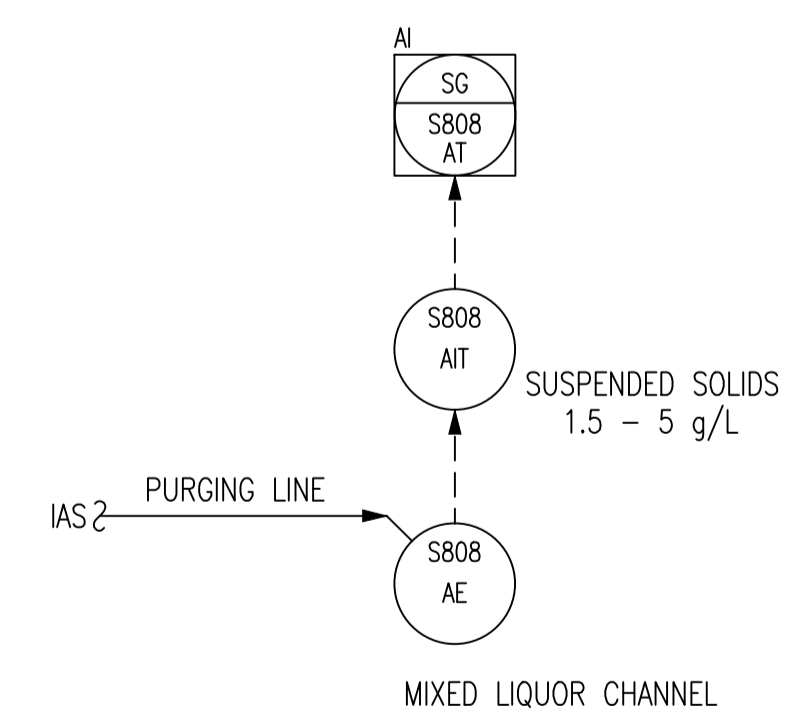 AI
SG
S808
AT
S808
AIT
SUSPENDED SOLIDS
1.5 - 5 g/L
PURGING LINE
IAS
S808
AE
MIXED LIQUOR CHANNEL